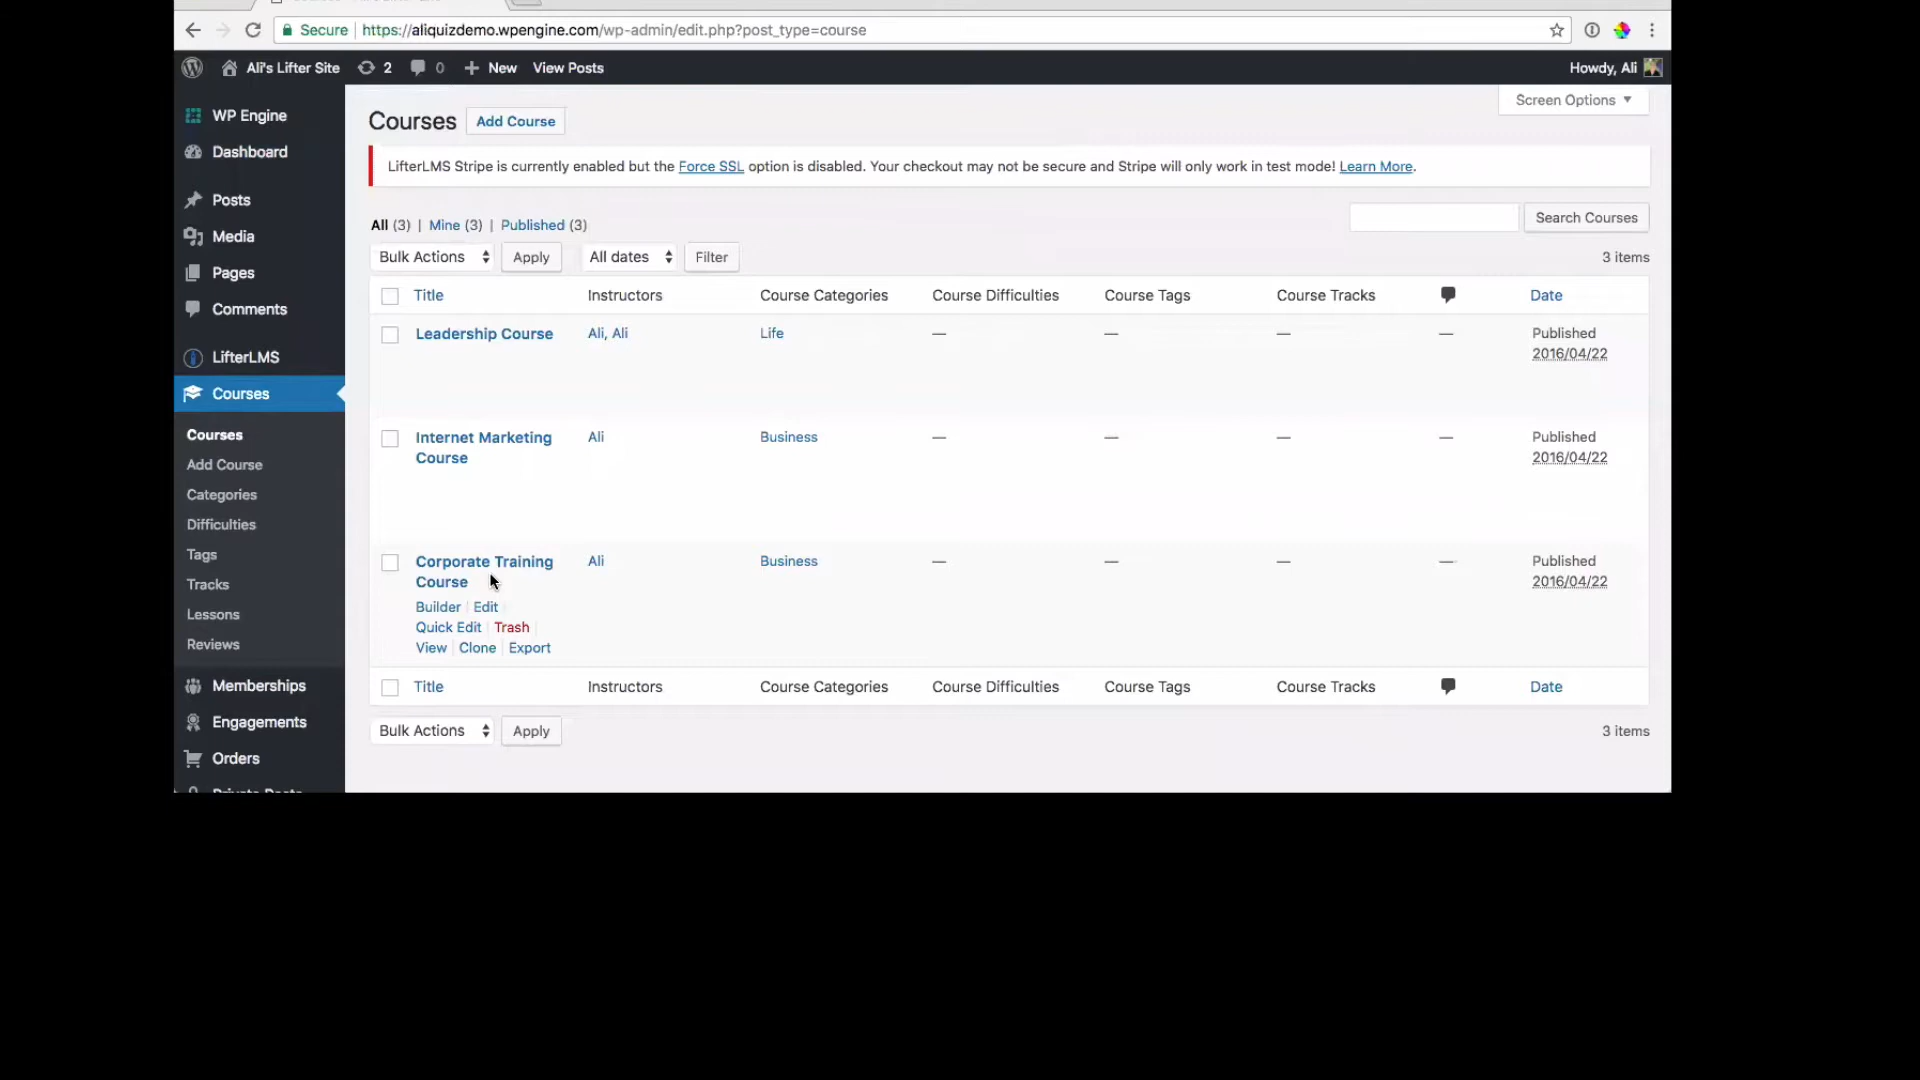 Secure https://aliquizdemo.wpengine.com/wp-admin/edit.php?post_type=course
Ali's Lifter Site 2 0 New View Posts Howdy, Ali
WP Engine
Dashboard
Posts
Media
Pages
Comments
LifterLMS
Courses
Courses
Add Course
Categories
Difficulties
Tags
Tracks
Lessons
Reviews
Memberships
Engagements
Orders
Screen Options
Courses Add Course
LifterLMS Stripe is currently enabled but the Force SSL option is disabled. Your checkout may not be secure and Stripe will only work in test mode! Learn More.
All (3) | Mine (3) | Published (3)
Search Courses
Bulk Actions Apply All dates Filter 3 items
Title Instructors Course Categories Course Difficulties Course Tags Course Tracks Date
Leadership Course Ali, Ali Life — — — — Published
2016/04/22
Internet Marketing Ali Business — — — — Published
Course 2016/04/22
Corporate Training Ali Business — — — — Published
Course 2016/04/22
Builder | Edit |
Quick Edit | Trash |
View | Clone | Export
Title Instructors Course Categories Course Difficulties Course Tags Course Tracks Date
Bulk Actions Apply 3 items